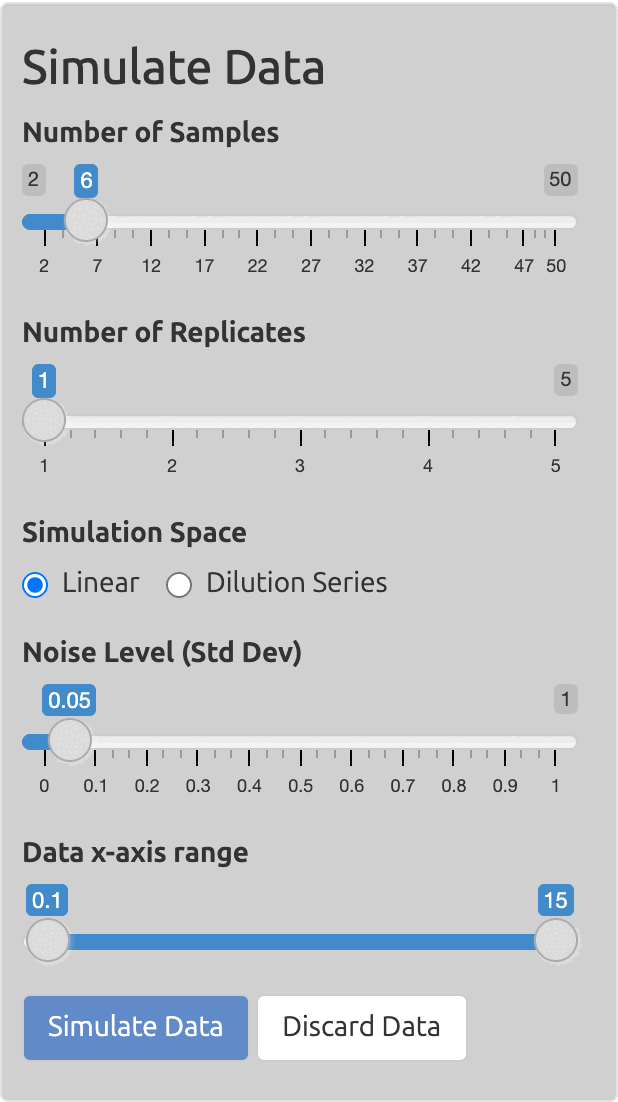 Simulate Data
Number of Samples
2 6 50
2 7 12 17 22 27 32 37 42 47 50
Number of Replicates
1 5
1 2 3 4 5
Simulation Space
Linear Dilution Series
Noise Level (Std Dev)
0.05 1
0 0.1 0.2 0.3 0.4 0.5 0.6 0.7 0.8 0.9 1
Data x-axis range
0.1 15
Simulate Data Discard Data